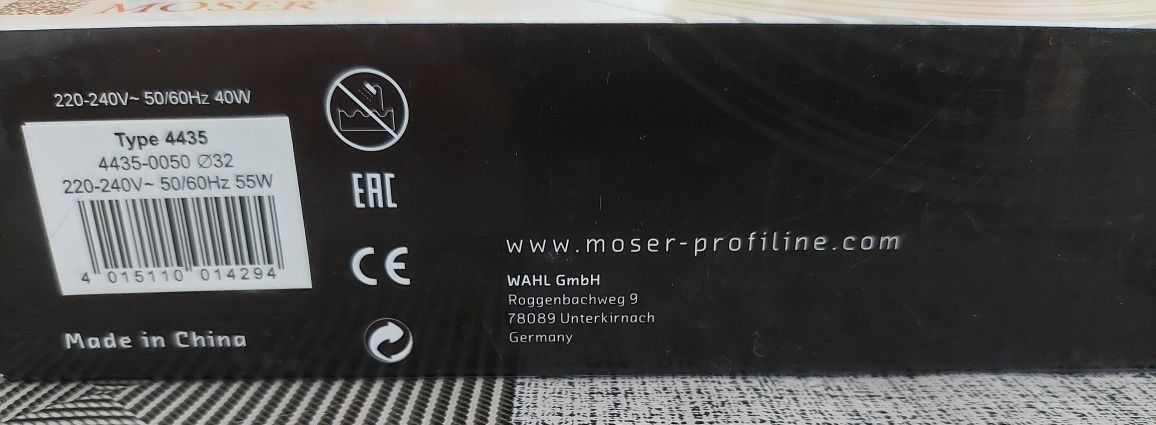 MOSER
220-240V~ 50/60Hz 40W
Type 4435
4435-0050 Ø32
220-240V~ 50/60Hz 55W
4 015110 014294
Made in China
EAC
CE
www.moser-profiline.com
WAHL GmbH
Roggenbachweg 9
78089 Unterkirnach
Germany